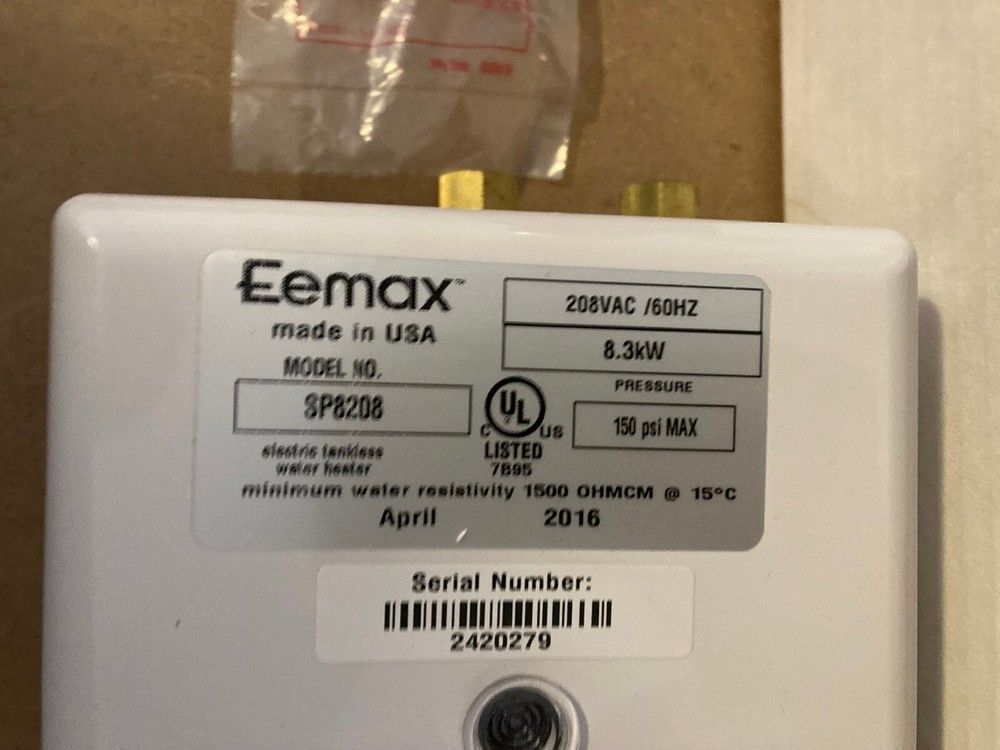 Eemax™
made in USA
MODEL NO.
SP8208
electric tankless
water heater
208VAC /60HZ
8.3kW
PRESSURE
150 psi MAX
C UL US
LISTED
7B95
minimum water resistivity 1500 OHMCM @ 15°C
April 2016
Serial Number:
2420279